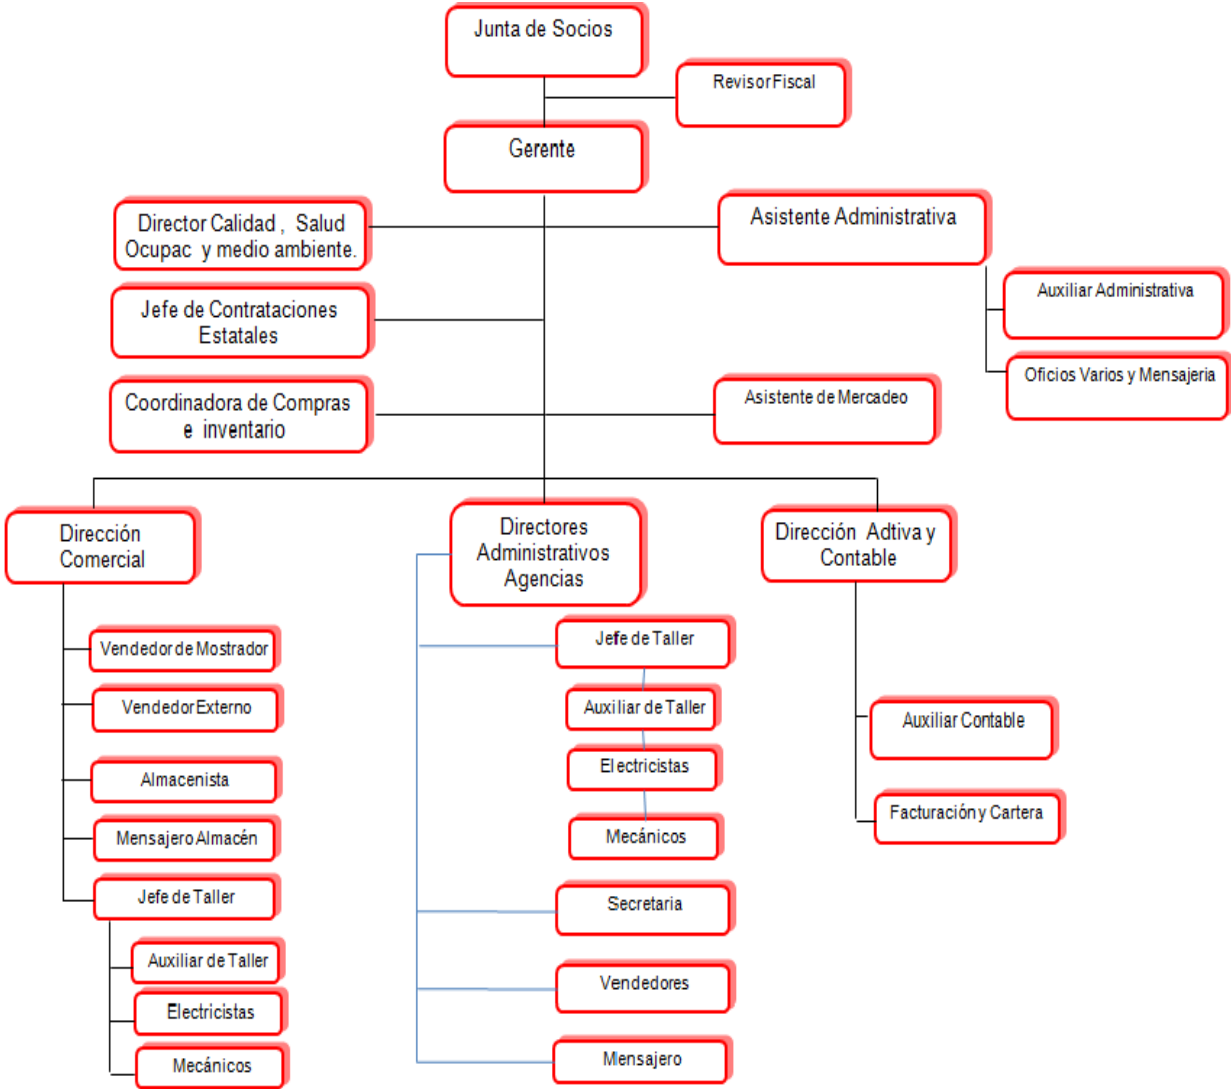 Junta de Socios
Revisor Fiscal
Gerente
Director Calidad , Salud
Ocupac y medio ambiente.
Asistente Administrativa
Auxiliar Administrativa
Jefe de Contrataciones
Estatales
Oficios Varios y Mensajeria
Coordinadora de Compras
e inventario
Asistente de Mercadeo
Dirección
Comercial
Directores
Administrativos
Agencias
Dirección Adtiva y
Contable
Vendedor de Mostrador
Vendedor Externo
Almacenista
Mensajero Almacén
Jefe de Taller
Auxiliar de Taller
Electricistas
Mecánicos
Jefe de Taller
Auxiliar de Taller
Electricistas
Mecánicos
Secretaria
Vendedores
Mensajero
Auxiliar Contable
Facturación y Cartera